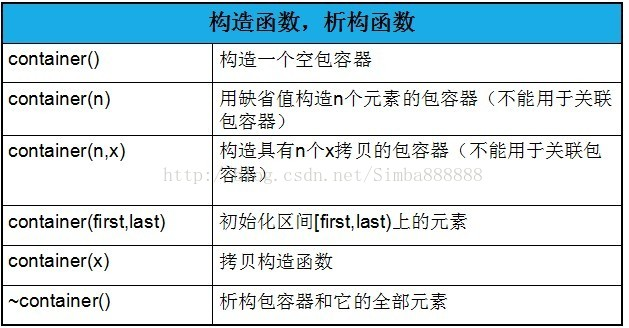 构造函数，析构函数
container()
构造一个空包容器
container(n)
用缺省值构造n个元素的包容器（不能用于关联
包容器）
container(n,x)
构造具有n个x拷贝的包容器（不能用于关联包
容器）
http://blog.csdn.net/Simba888888
container(first,last)
初始化区间[first,last)上的元素
container(x)
拷贝构造函数
~container()
析构包容器和它的全部元素